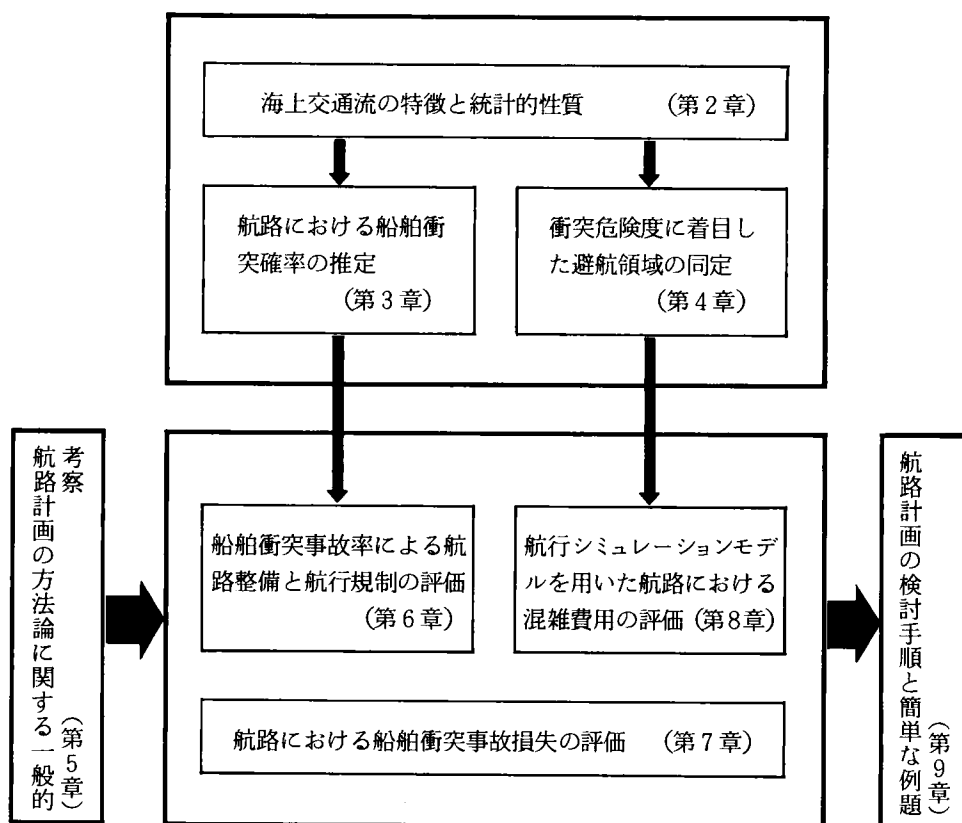 海上交通流の特徴と統計的性質 (第2章)
航路における船舶衝
突確率の推定
(第3章)
衝突危険度に着目し
た避航領域の同定
(第4章)
航路計画の方法論に関する一般的
考察 (第5章)
船舶衝突事故率による航
路整備と航行規制の評価
(第6章)
航行シミュレーションモデ
ルを用いた航路における
混雑費用の評価 (第8章)
航路における船舶衝突事故損失の評価 (第7章)
航路計画の検討手順と簡単な例題
(第9章)